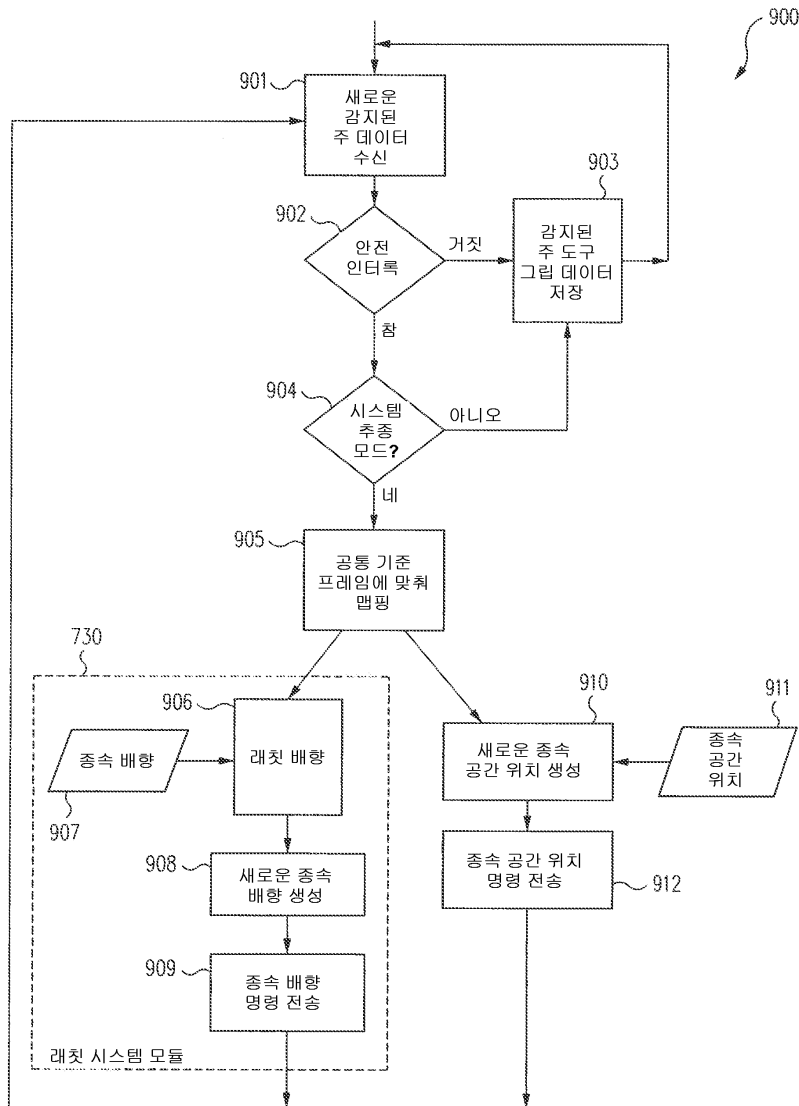 900
901
새로운
감지된
주 데이터
수신
902
안전
인터록
거짓
903
감지된
주 도구
그립 데이터
저장
참
904
시스템
추종
모드?
아니오
네
905
공통 기준
프레임에 맞춰
맵핑
730
906
래칫 배향
종속 배향
907
908
새로운 종속
배향 생성
909
종속 배향
명령 전송
래칫 시스템 모듈
910
새로운 종속
공간 위치 생성
911
종속
공간
위치
종속 공간 위치
명령 전송
912